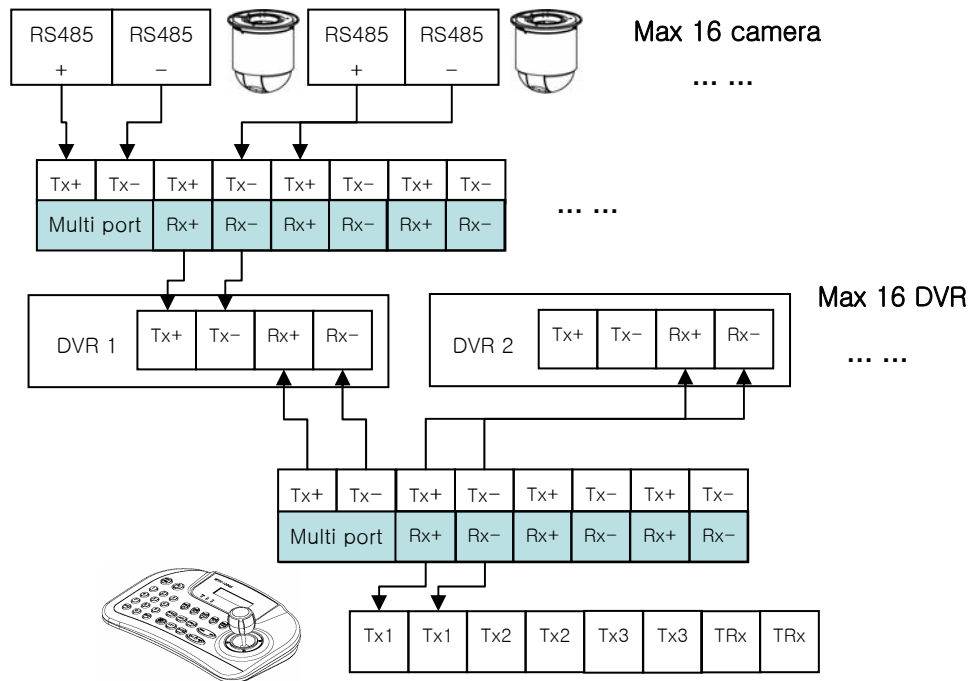 RS485 RS485 RS485 RS485 Max 16 camera
+ − + − ... ...
Tx+ Tx− Tx+ Tx− Tx+ Tx− Tx+ Tx−
Multi port Rx+ Rx− Rx+ Rx− Rx+ Rx− ... ...
Max 16 DVR
DVR 1 Tx+ Tx− Rx+ Rx− DVR 2 Tx+ Tx− Rx+ Rx− ... ...
Tx+ Tx− Tx+ Tx− Tx+ Tx− Tx+ Tx−
Multi port Rx+ Rx− Rx+ Rx− Rx+ Rx−
Tx1 Tx1 Tx2 Tx2 Tx3 Tx3 TRx TRx